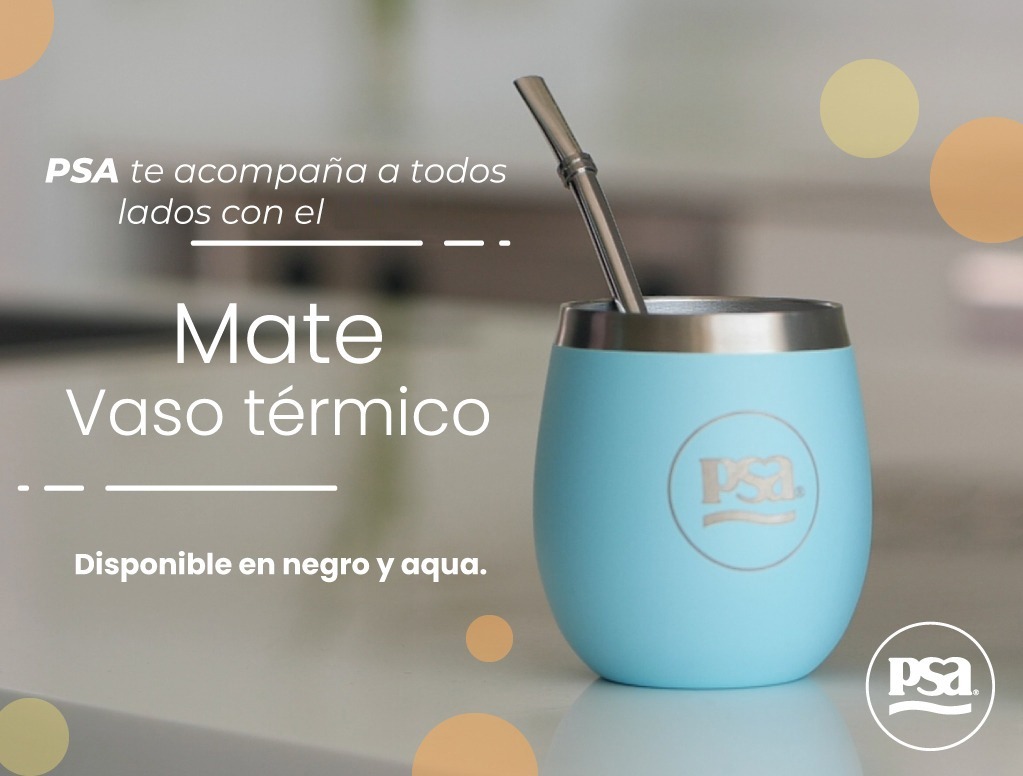 PSA te acompaña a todos
lados con el
Mate
Vaso térmico
Disponible en negro y aqua.
psa®
psa®